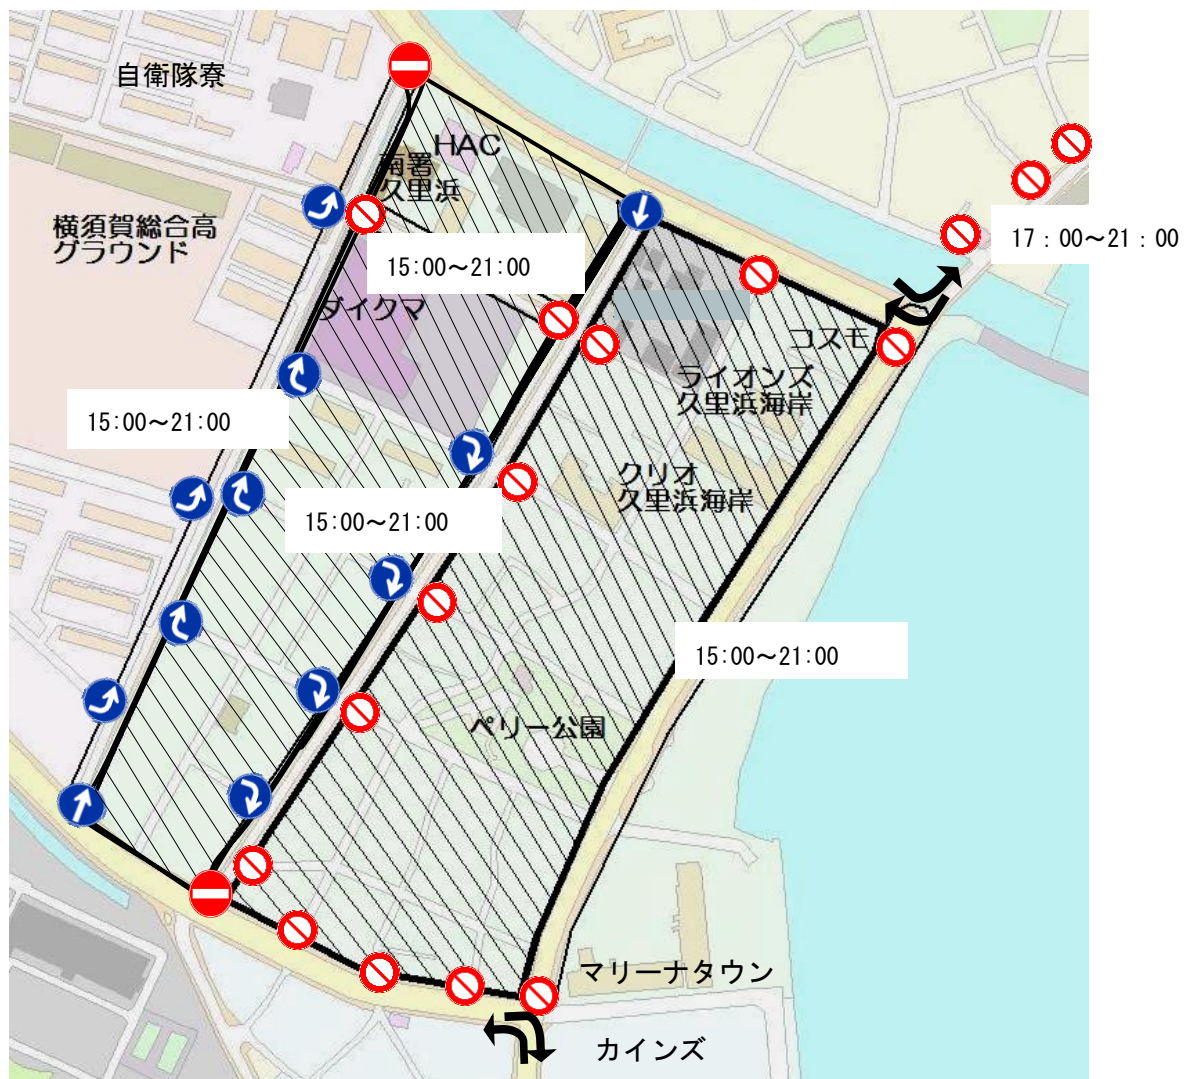 自衛隊寮
HAC
南署
久里浜
横須賀総合高
グラウンド
17：00～21：00
15:00～21:00
ダイクマ
コスモ
ライオンズ
久里浜海岸
15:00～21:00
クリオ
久里浜海岸
15:00～21:00
15:00～21:00
ペリー公園
マリーナタウン
カインズ